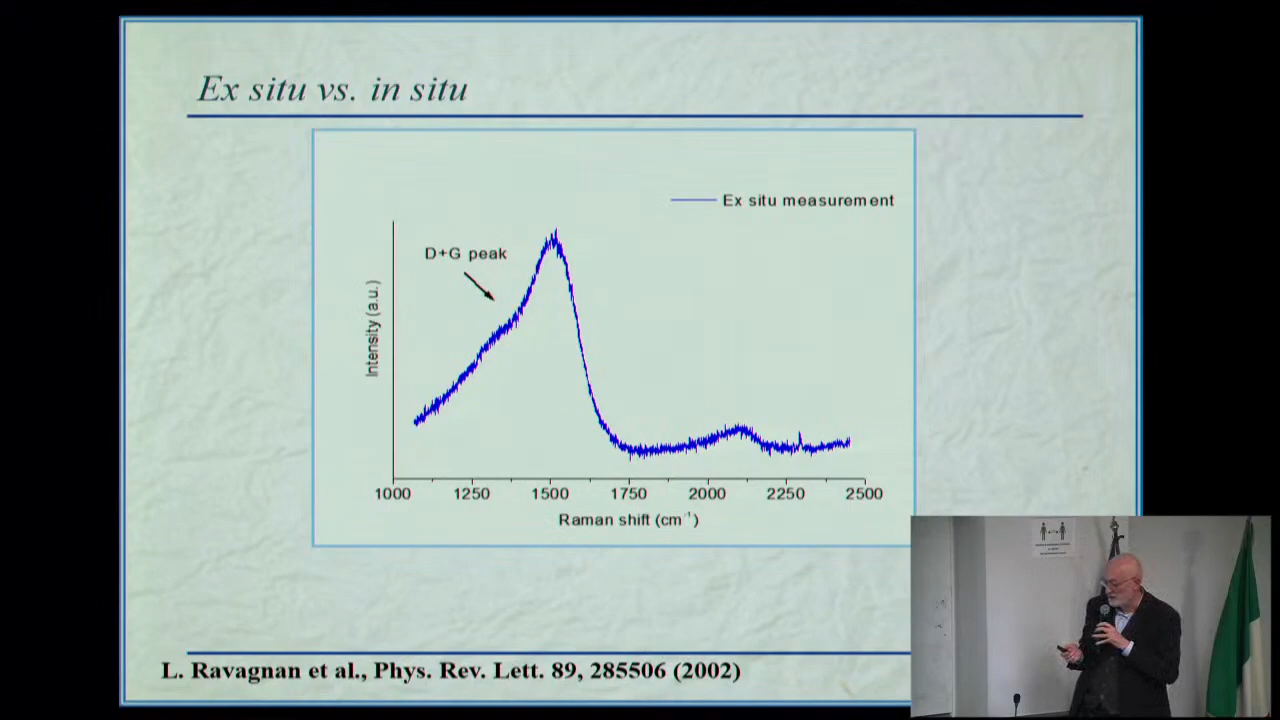 Ex situ vs. in situ
Ex situ measurement
D+G peak
Intensity (a.u.)
1000 1250 1500 1750 2000 2250 2500
Raman shift (cm⁻¹)
L. Ravagnan et al., Phys. Rev. Lett. 89, 285506 (2002)